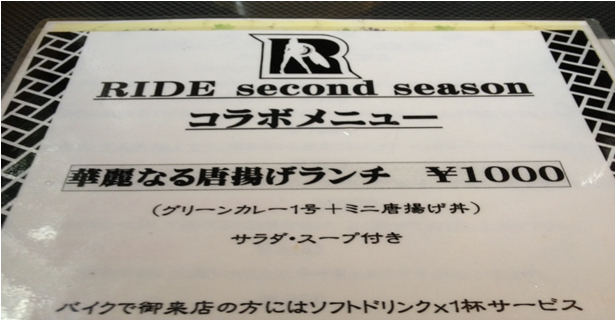 R
RIDE second season
コラボメニュー
華麗なる唐揚げランチ ¥1000
(グリーンカレー1号+ミニ唐揚げ丼)
サラダ・スープ付き
バイクで御来店の方にはソフトドリンク×1杯サービス